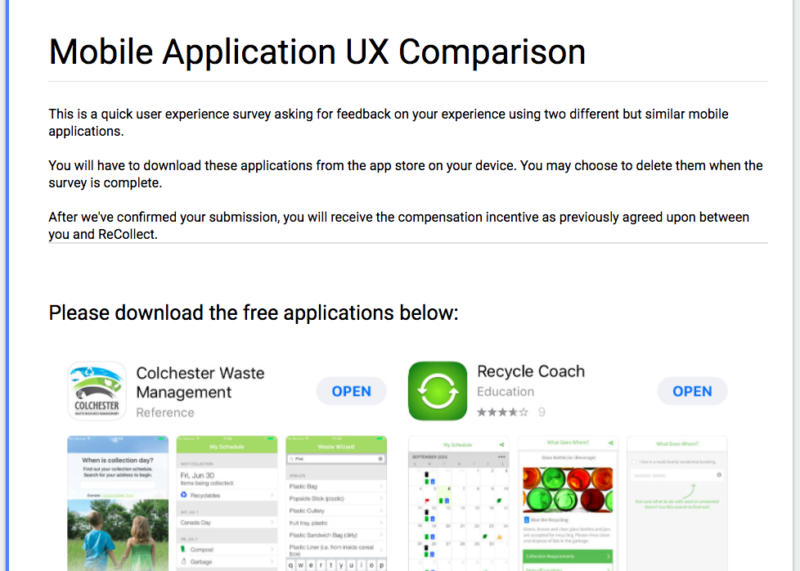 Mobile Application UX Comparison
This is a quick user experience survey asking for feedback on your experience using two different but similar mobile
applications.
You will have to download these applications from the app store on your device. You may choose to delete them when the
survey is complete.
After we've confirmed your submission, you will receive the compensation incentive as previously agreed upon between
you and ReCollect.
Please download the free applications below:
COLCHESTER
Colchester Waste
Management
Reference
OPEN
Recycle Coach
Education
9
OPEN
When is collection day?
Find out your collection schedule.
Search for your address to begin.
My Schedule
Fri, Jun 30
Items being collected:
Recyclables
Canada Day
Compost
Garbage
Waste Wizard
Plastic Bag
Popsicle Stick (plastic)
Plastic Cutlery
Plastic Sandwich Bag (dirty)
Plastic Liner (i.e. from inside cereal
box)
q w e r t y u i o p
My Schedule
What Goes Where?
Glass Bottles/Jar (Beverage)
Blue Box Recycling
Collection Requirements
What Goes Where?